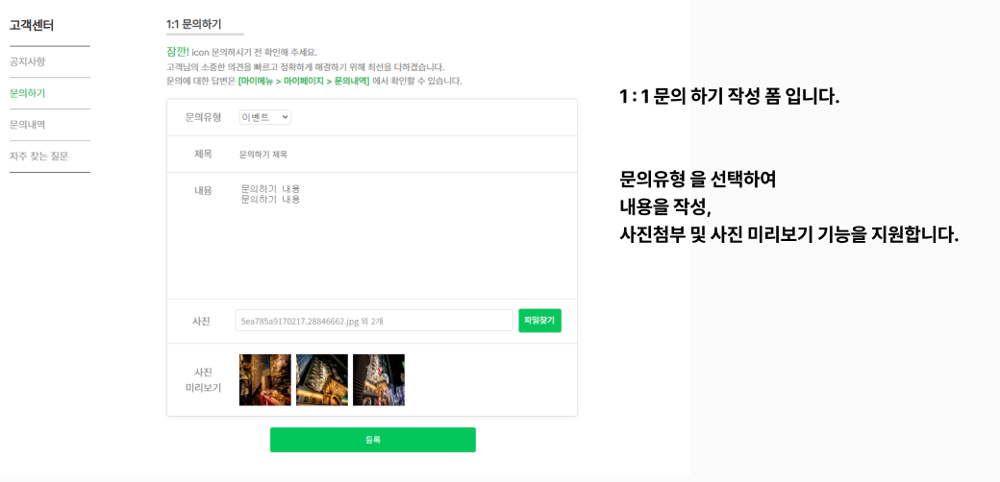 고객센터
공지사항
문의하기
문의내역
자주 찾는 질문
1:1 문의하기
잠깐! icon 문의하시기 전 확인해 주세요.
고객님의 소중한 의견을 빠르고 정확하게 해결하기 위해 최선을 다하겠습니다.
문의에 대한 답변은 [마이메뉴 > 마이페이지 > 문의내역] 에서 확인할 수 있습니다.
문의유형 이벤트
제목 문의하기 제목
내용 문의하기 내용
문의하기 내용
사진 5ea785a9170217.28846662.jpg 외 2개 파일찾기
사진
미리보기
등록
1 : 1 문의 하기 작성 폼 입니다.
문의유형 을 선택하여
내용을 작성,
사진첨부 및 사진 미리보기 기능을 지원합니다.